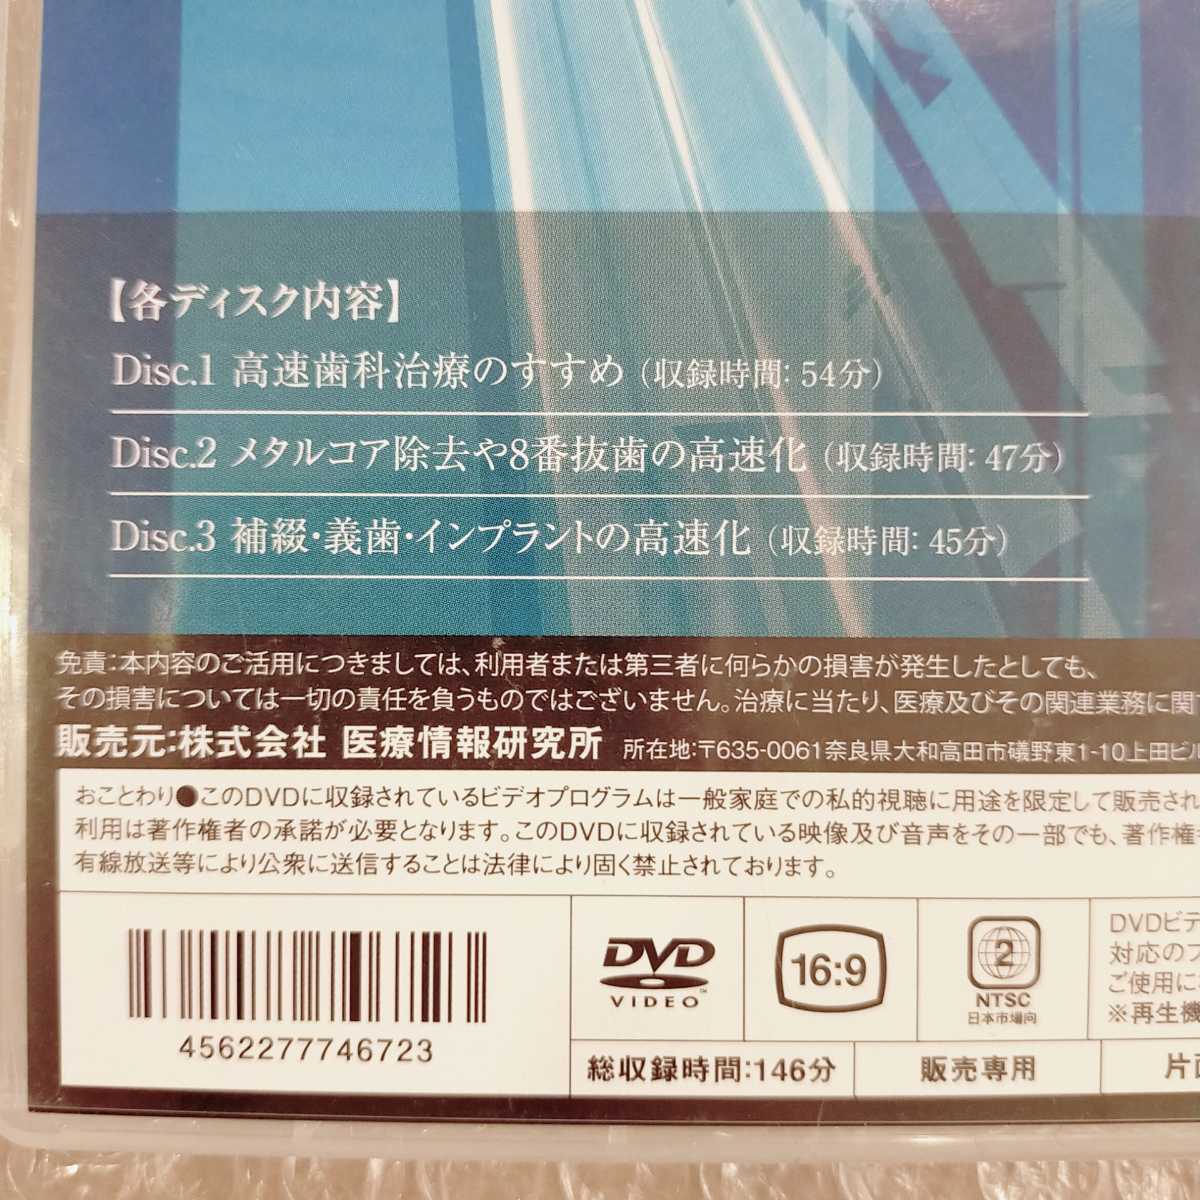 【各ディスク内容】
Disc.1 高速歯科治療のすすめ（収録時間: 54分）
Disc.2 メタルコア除去や8番抜歯の高速化（収録時間: 47分）
Disc.3 補綴・義歯・インプラントの高速化（収録時間: 45分）
免責:本内容のご活用につきましては、利用者または第三者に何らかの損害が発生したとしても、
その損害については一切の責任を負うものではございません。治療に当たり、医療及びその関連業務に関
販売元:株式会社 医療情報研究所 所在地:〒635-0061奈良県大和高田市礒野東1-10上田ビル
おことわり●このDVDに収録されているビデオプログラムは一般家庭での私的視聴に用途を限定して販売され
利用は著作権者の承諾が必要となります。このDVDに収録されている映像及び音声をその一部でも、著作権
有線放送等により公衆に送信することは法律により固く禁止されております。
4562277746723
DVD
VIDEO
16:9
2
NTSC
日本市場向
DVDビデ
対応のプ
ご使用に
※再生機
総収録時間:146分
販売専用
片面